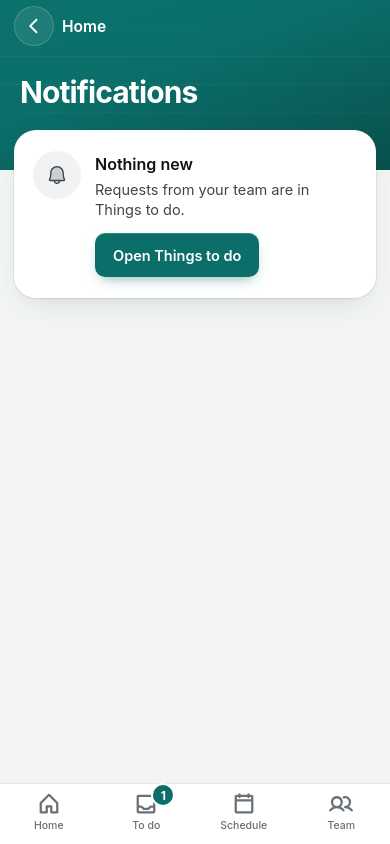 Home
Notifications
Nothing new
Requests from your team are in
Things to do.
Open Things to do
1
Home
To do
Schedule
Team